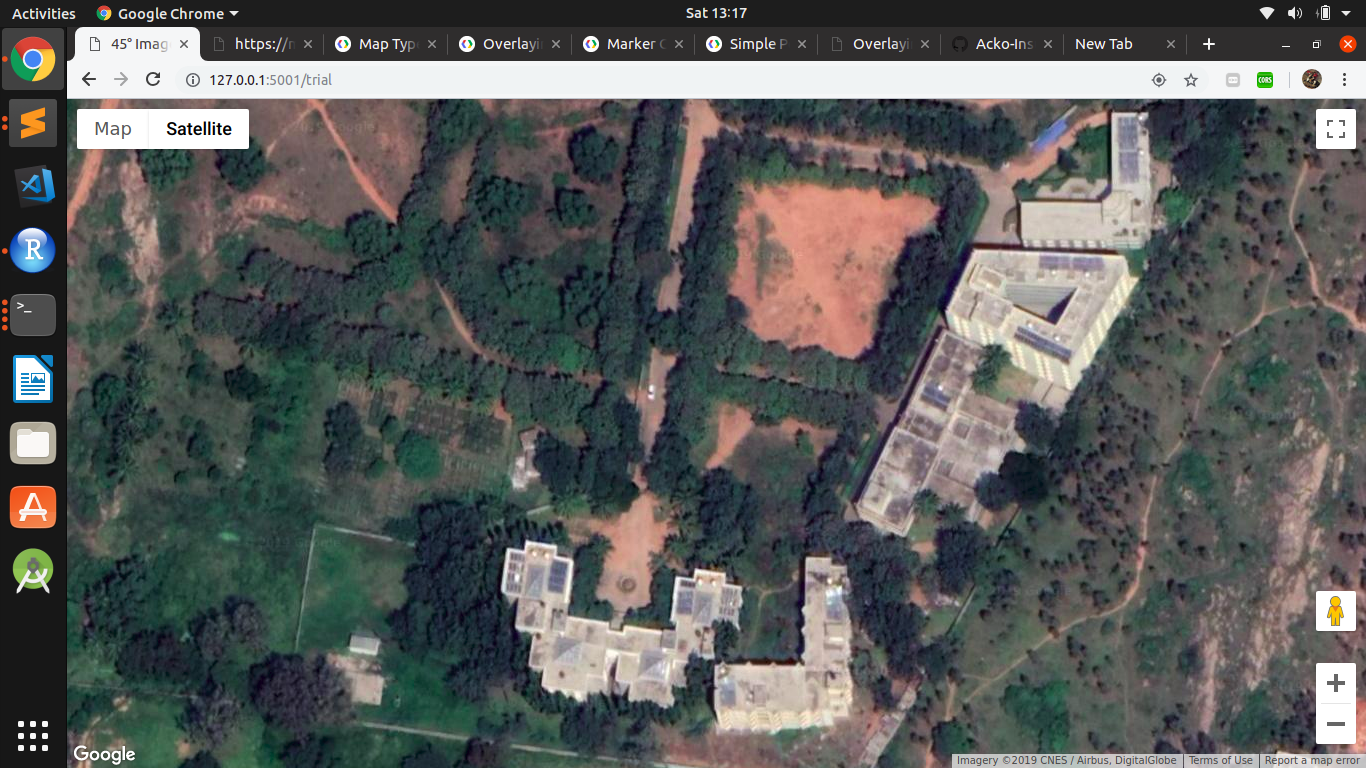 Activities Google Chrome Sat 13:17
45° Imag https://n Map Typ Overlayin Marker C Simple P Overlayi Acko-Ins New Tab
127.0.0.1:5001/trial
CORS
Map Satellite
R
>_
Google
Imagery ©2019 CNES / Airbus, DigitalGlobe Terms of Use Report a map error